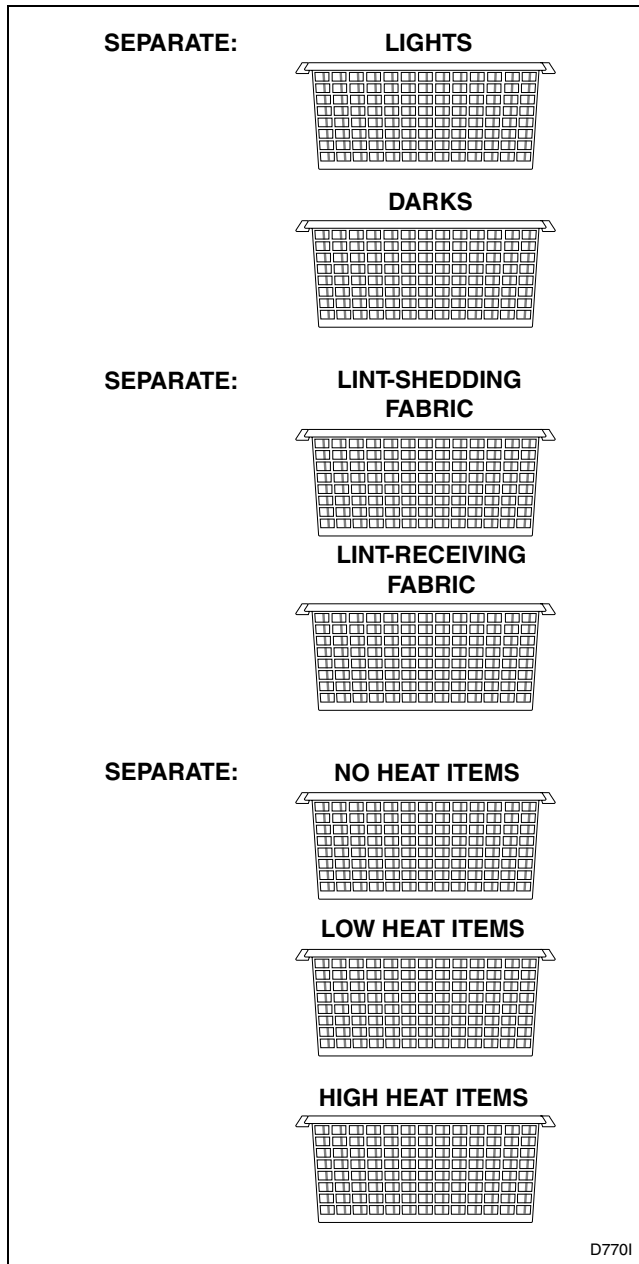 SEPARATE: LIGHTS
DARKS
SEPARATE: LINT-SHEDDING
FABRIC
LINT-RECEIVING
FABRIC
SEPARATE: NO HEAT ITEMS
LOW HEAT ITEMS
HIGH HEAT ITEMS
D770I